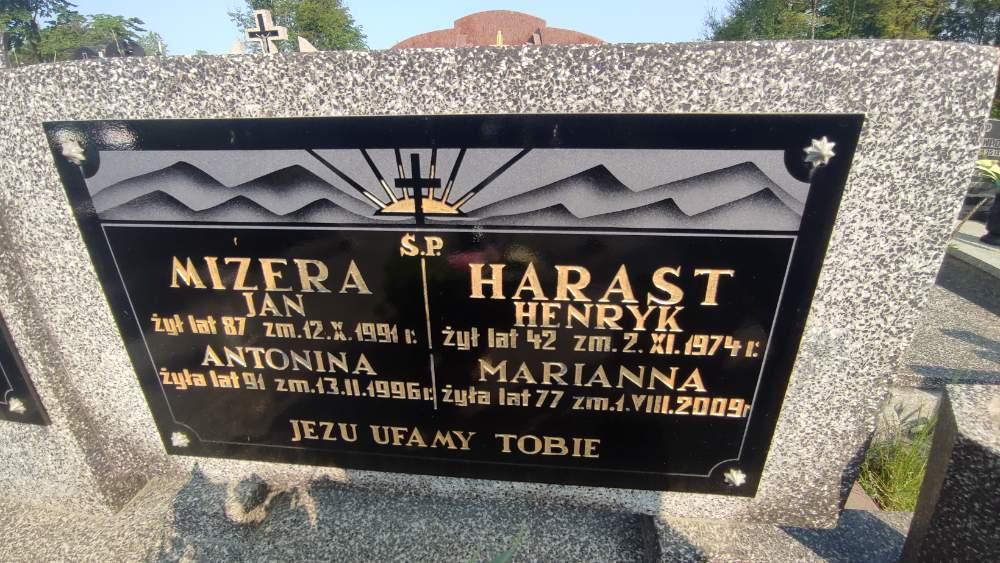 Ś.P.
MIZERA
JAN
żył lat 87 zm. 12. X. 1991 r.
ANTONINA
żyła lat 91 zm. 13. II. 1996 r.
HARAST
HENRYK
żył lat 42 zm. 2. XI. 1974 r.
MARIANNA
żyła lat 77 zm. 1. VIII. 2009 r
JEZU UFAMY TOBIE